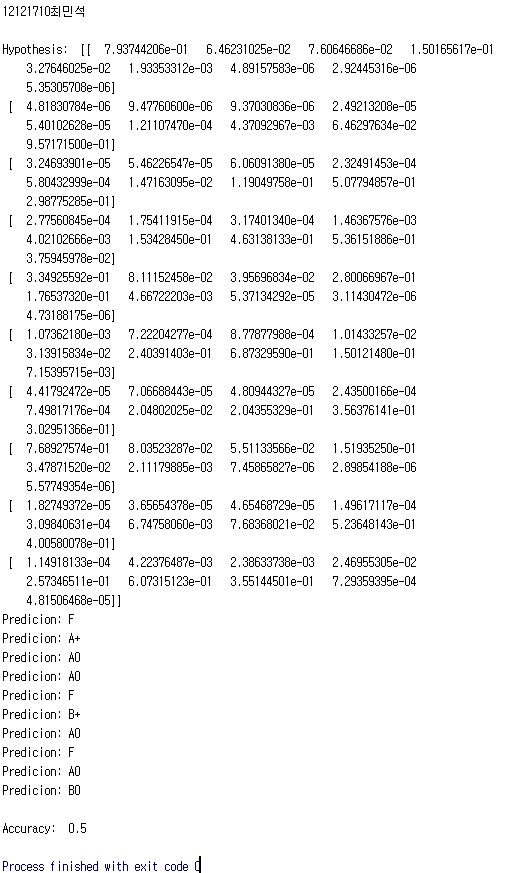 12121710최민석
Hypothesis: [[ 7.93744206e-01 6.46231025e-02 7.60646686e-02 1.50165617e-01
3.27646025e-02 1.93353312e-03 4.89157583e-06 2.92445316e-06
5.35305708e-06]
[ 4.81830784e-06 9.47760600e-06 9.37030836e-06 2.49213208e-05
5.40102628e-05 1.21107470e-04 4.37092967e-03 6.46297634e-02
9.57171500e-01]
[ 3.24693901e-05 5.46226547e-05 6.06091380e-05 2.32491453e-04
5.80432999e-04 1.47163095e-02 1.19049758e-01 5.07794857e-01
2.98775285e-01]
[ 2.77560845e-04 1.75411915e-04 3.17401340e-04 1.46367576e-03
4.02102666e-03 1.53428450e-01 4.63138133e-01 5.36151886e-01
3.75945978e-02]
[ 3.34925592e-01 8.11152458e-02 3.95696834e-02 2.80066967e-01
1.76537320e-01 4.66722203e-03 5.37134292e-05 3.11430472e-06
4.73188175e-06]
[ 1.07362180e-03 7.22204277e-04 8.77877988e-04 1.01433257e-02
3.13915834e-02 2.40391403e-01 6.87329590e-01 1.50121480e-01
7.15395715e-03]
[ 4.41792472e-05 7.06688443e-05 4.80944327e-05 2.43500166e-04
7.49817176e-04 2.04802025e-02 2.04355329e-01 3.56376141e-01
3.02951366e-01]
[ 7.68927574e-01 8.03523287e-02 5.51133566e-02 1.51935250e-01
3.47871520e-02 2.11179885e-03 7.45865827e-06 2.89854188e-06
5.57749354e-06]
[ 1.82749372e-05 3.65654378e-05 4.65468729e-05 1.49617117e-04
3.09840631e-04 6.74758060e-03 7.68368021e-02 5.23648143e-01
4.00580078e-01]
[ 1.14918133e-04 4.22376487e-03 2.38633738e-03 2.46955305e-02
2.57346511e-01 6.07315123e-01 3.55144501e-01 7.29359395e-04
4.81506468e-05]]
Predicion: F
Predicion: A+
Predicion: A0
Predicion: A0
Predicion: F
Predicion: B+
Predicion: A0
Predicion: F
Predicion: A0
Predicion: B0
Accuracy: 0.5
Process finished with exit code 0